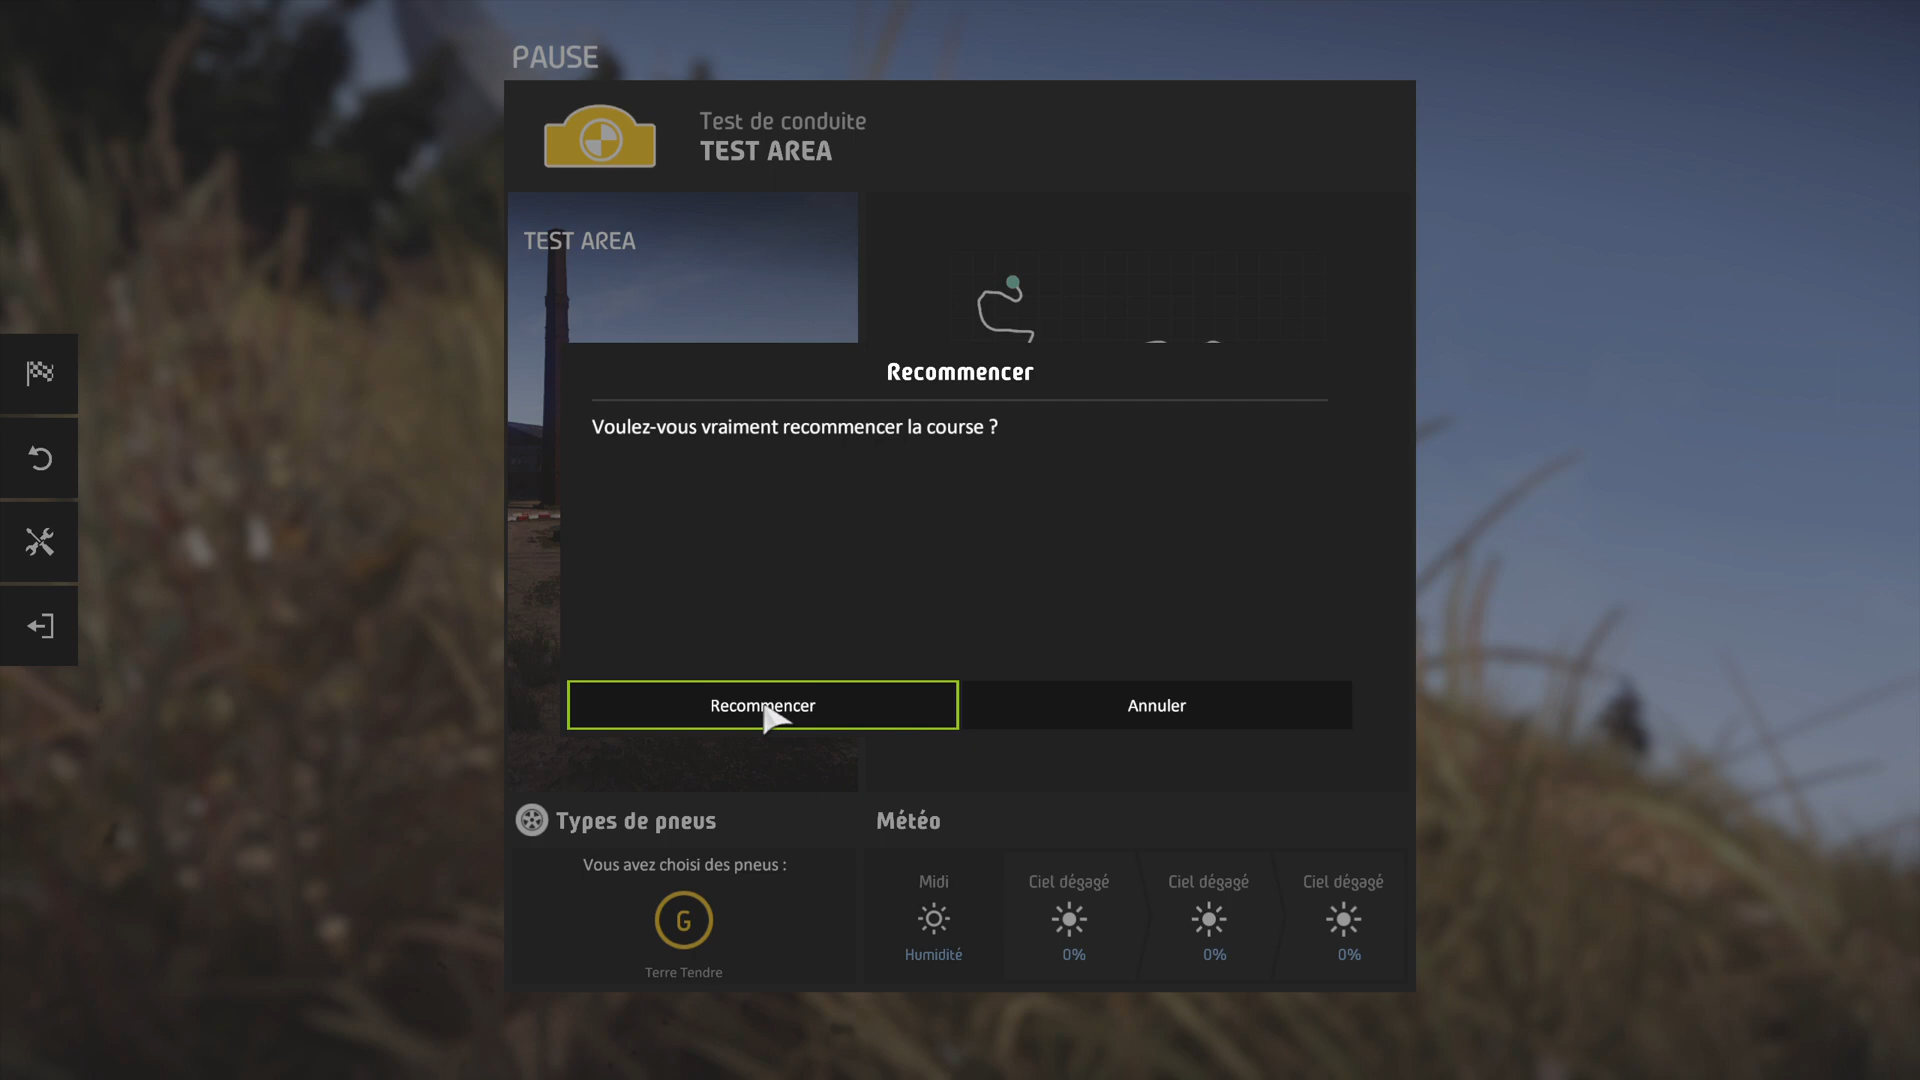 PAUSE
Test de conduite
TEST AREA
TEST AREA
Recommencer
Voulez-vous vraiment recommencer la course ?
Recommencer
Annuler
Types de pneus
Météo
Vous avez choisi des pneus :
G
Terre Tendre
Midi
Ciel dégagé
Ciel dégagé
Ciel dégagé
Humidité
0%
0%
0%